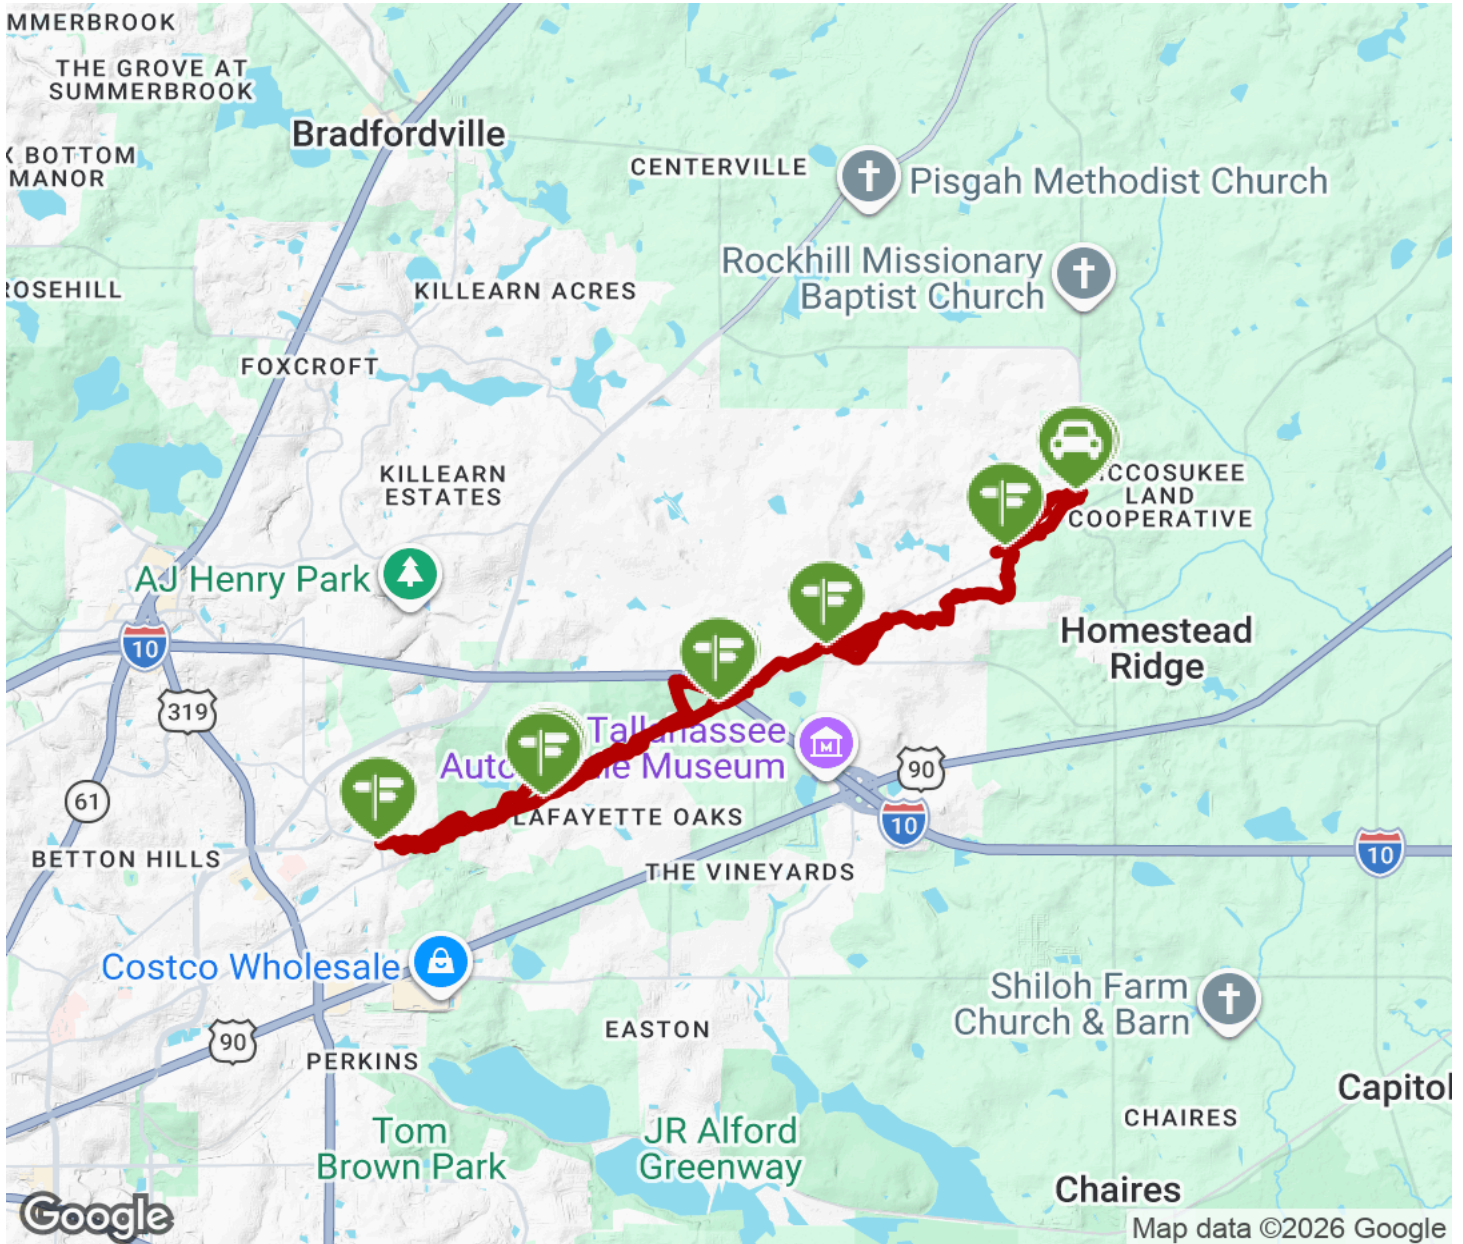 MMERBROOK
THE GROVE AT
SUMMERBROOK
Bradfordville
X BOTTOM
MANOR
CENTERVILLE
Pisgah Methodist Church
Rockhill Missionary
Baptist Church
ROSEHILL
KILLEARN ACRES
FOXCROFT
KILLEARN
ESTATES
ICCOSUKEE
LAND
COOPERATIVE
AJ Henry Park
10
Homestead
Ridge
319
Tallahassee
Automobile Museum
M
90
61
LAFAYETTE OAKS
10
10
BETTON HILLS
THE VINEYARDS
Costco Wholesale
Shiloh Farm
Church & Barn
EASTON
90
PERKINS
Capitol
Tom
Brown Park
JR Alford
Greenway
CHAIRES
Chaires
Google
Map data ©2026 Google